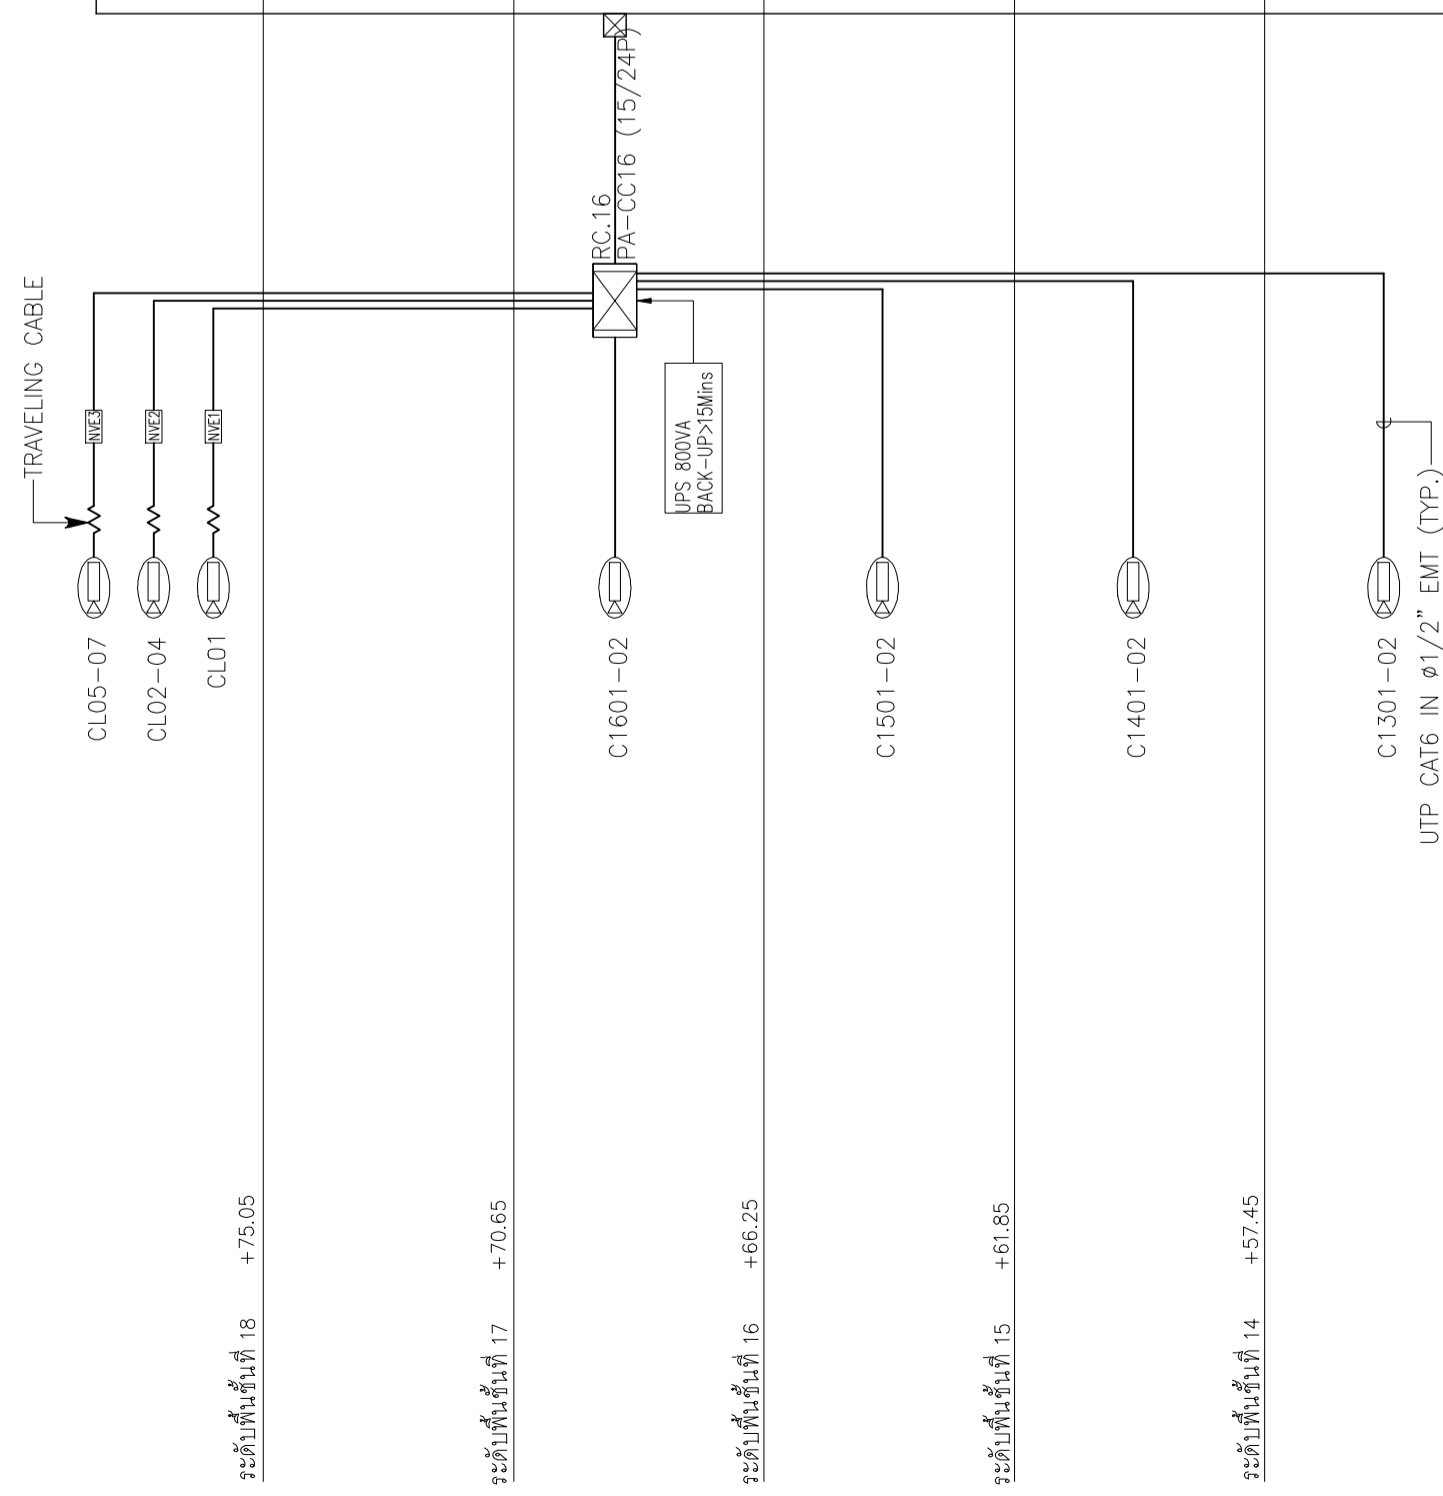 TRAVELING CABLE
NVE3
CL05-07
NVE2
CL02-04
NVE1
CL01
ระดับพื้นชั้นที่ 18 +75.05
ระดับพื้นชั้นที่ 17 +70.65
RC.16
PA-CC16 (15/24P)
C1601-02
UPS 800VA
BACK-UP>15Mins
ระดับพื้นชั้นที่ 16 +66.25
C1501-02
ระดับพื้นชั้นที่ 15 +61.85
C1401-02
ระดับพื้นชั้นที่ 14 +57.45
C1301-02
UTP CAT6 IN ø1/2" EMT (TYP.)